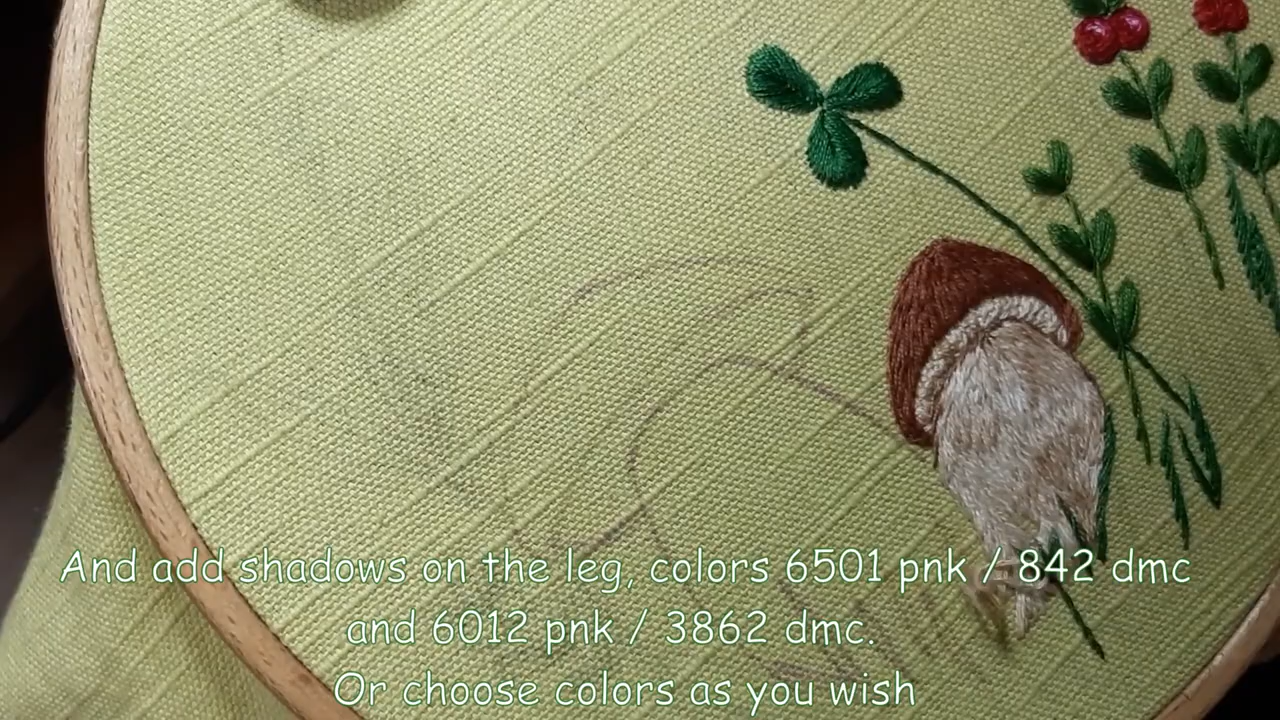 And add shadows on the leg, colors 6501 pnk / 842 dmc
and 6012 pnk / 3862 dmc.
Or choose colors as you wish